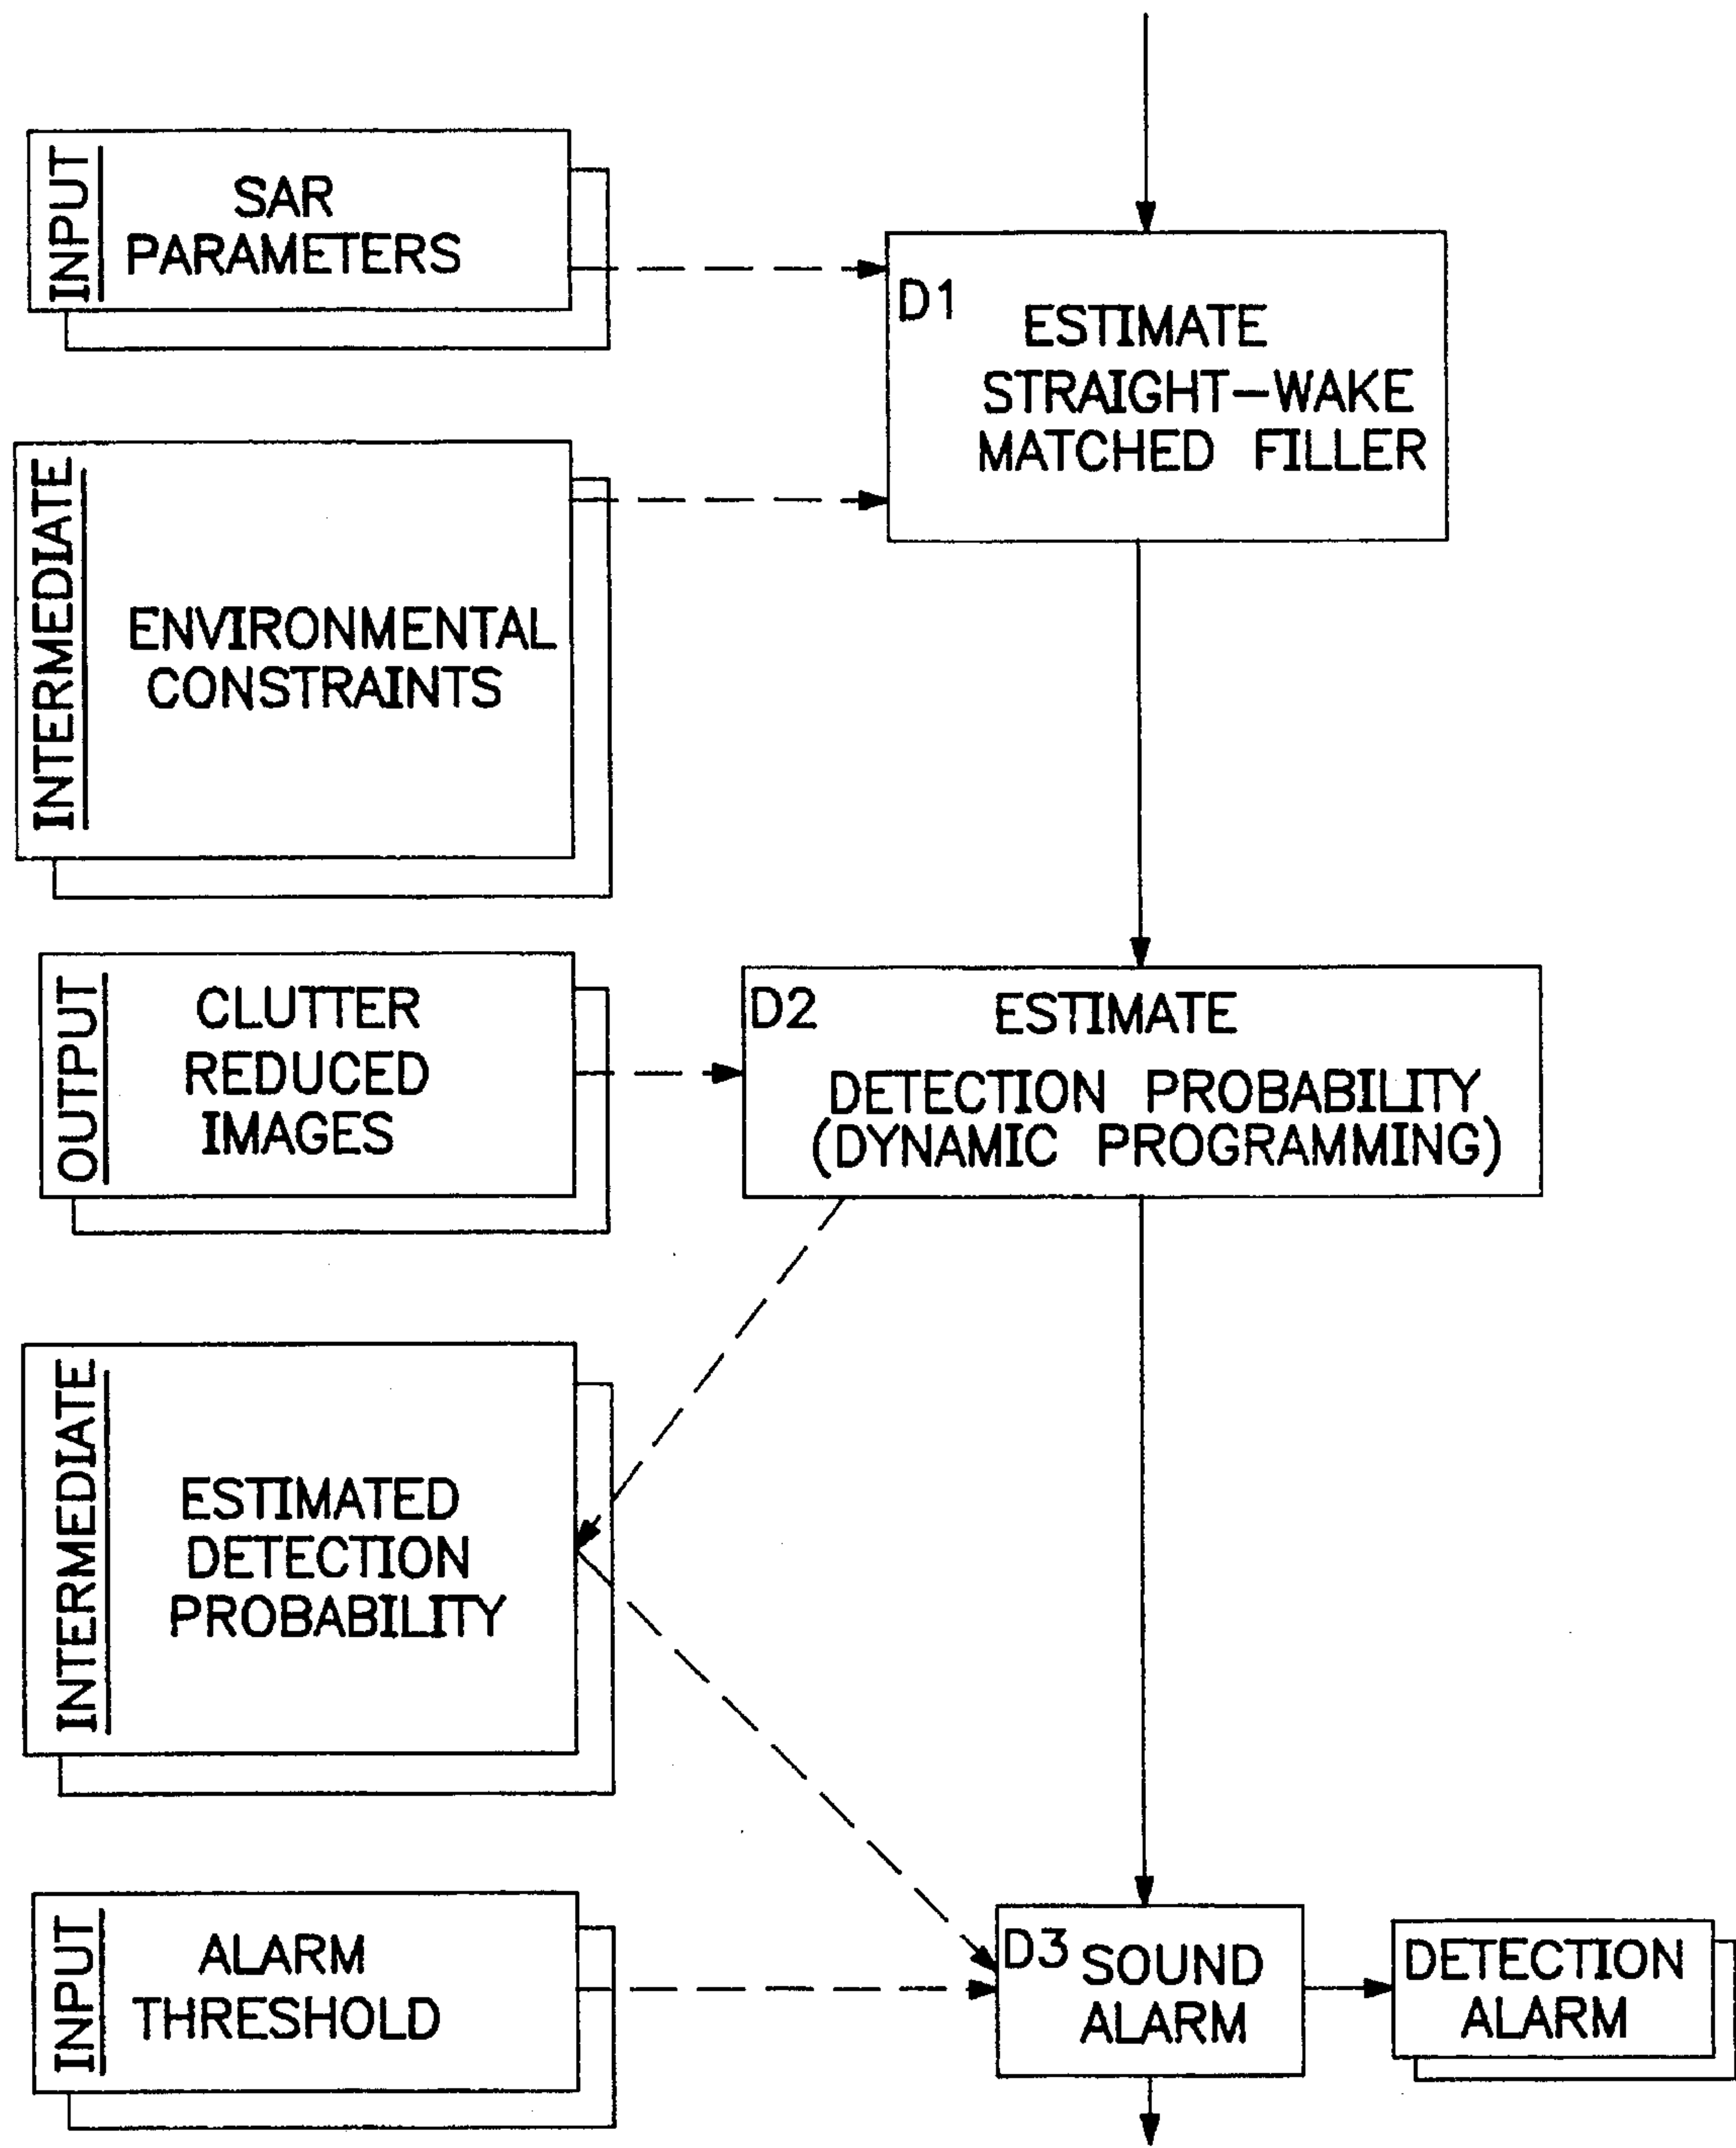 INPUT
SAR
PARAMETERS
D1
ESTIMATE
STRAIGHT-WAKE
MATCHED FILLER
INTERMEDIATE
ENVIRONMENTAL
CONSTRAINTS
OUTPUT
CLUTTER
REDUCED
IMAGES
D2
ESTIMATE
DETECTION PROBABILITY
(DYNAMIC PROGRAMMING)
INTERMEDIATE
ESTIMATED
DETECTION
PROBABILITY
INPUT
ALARM
THRESHOLD
D3
SOUND
ALARM
DETECTION
ALARM